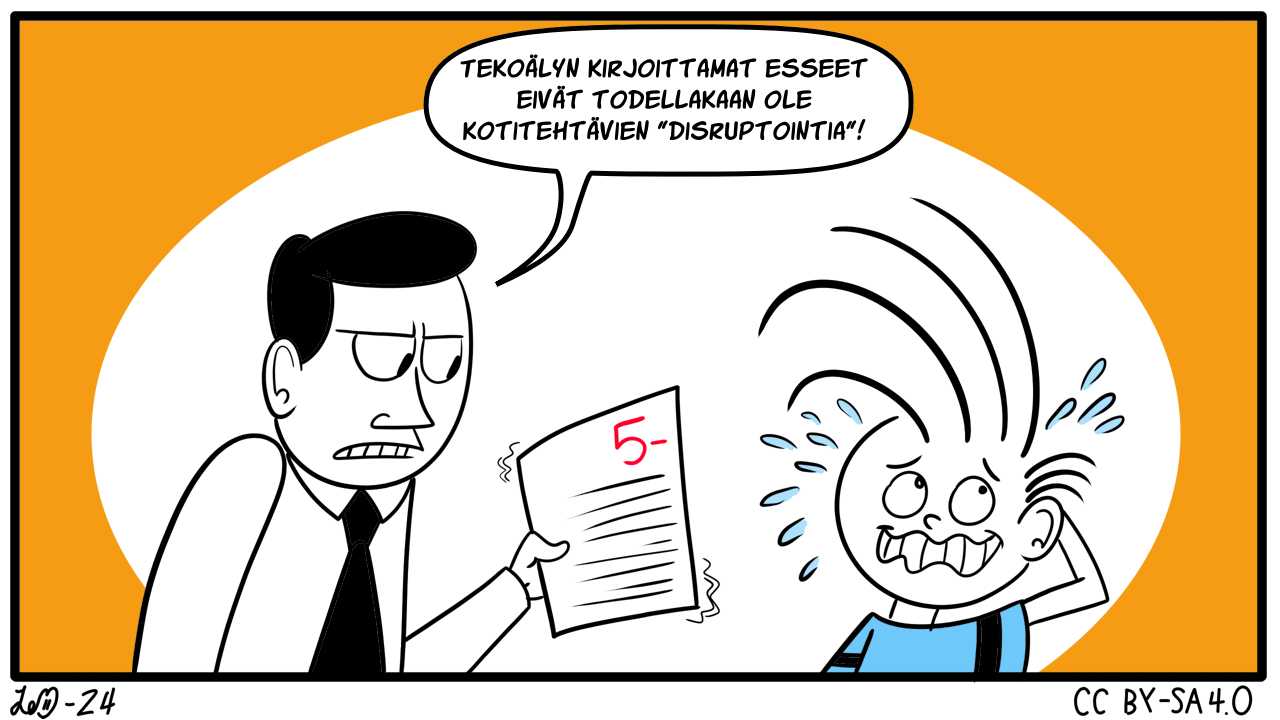 TEKOÄLYN KIRJOITTAMAT ESSEET
EIVÄT TODELLAKAAN OLE
KOTITEHTÄVIEN "DISRUPTOINTIA"!
5-
-24
CC BY-SA 4.0